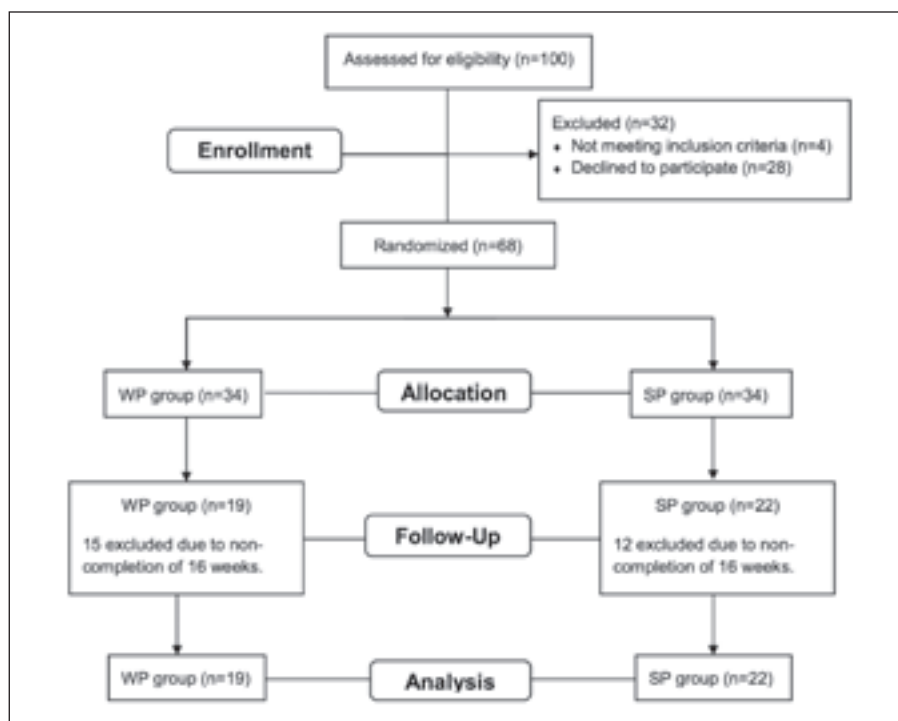 Assessed for eligibility (n=100)
Excluded (n=32)
♦ Not meeting inclusion criteria (n=4)
♦ Declined to participate (n=28)
Enrollment
Randomized (n=68)
WP group (n=34)
Allocation
SP group (n=34)
WP group (n=19)
15 excluded due to non-
completion of 16 weeks.
Follow-Up
SP group (n=22)
12 excluded due to non-
completion of 16 weeks.
WP group (n=19)
Analysis
SP group (n=22)